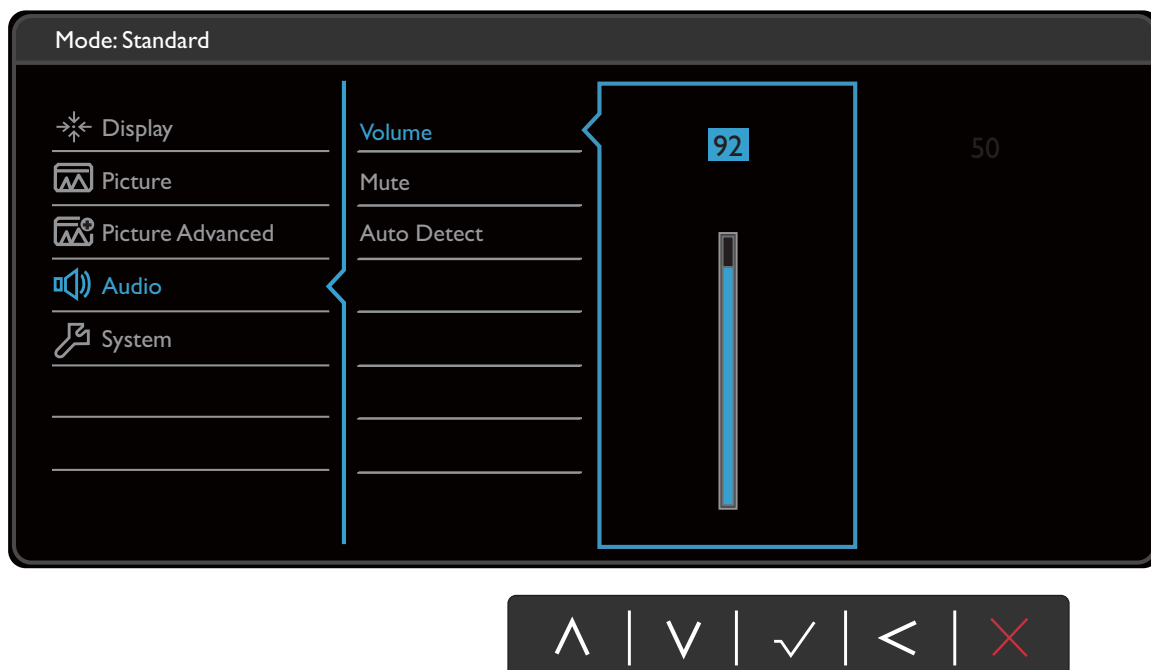 Mode: Standard
Display
Picture
Picture Advanced
Audio
System
Volume
Mute
Auto Detect
92
50